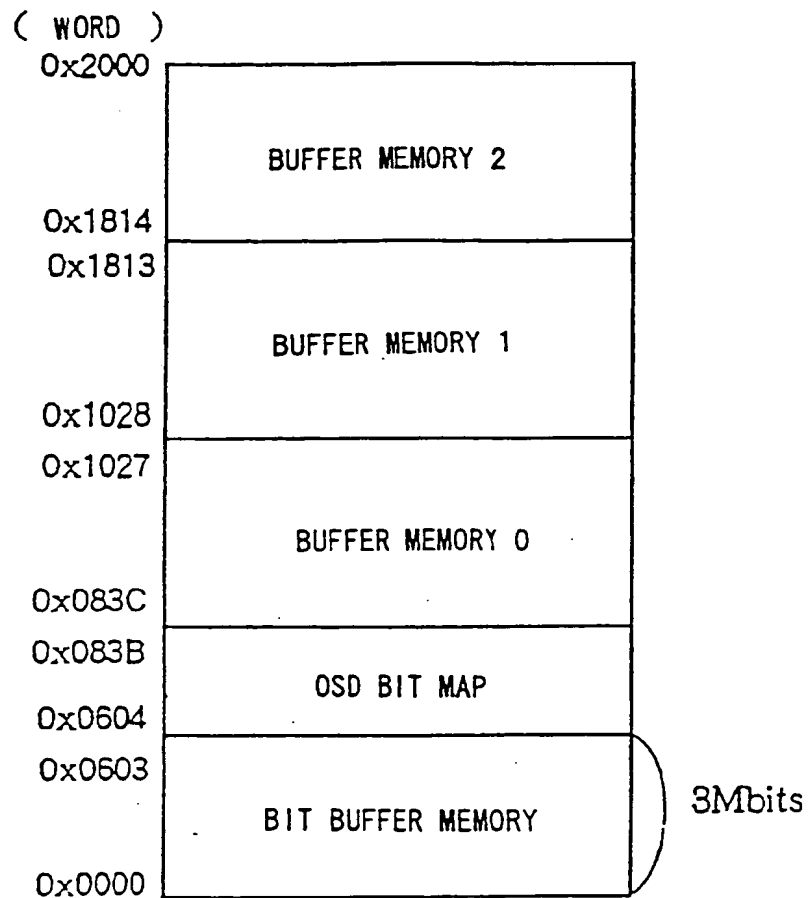 ( WORD )
0x2000
BUFFER MEMORY 2
0x1814
0x1813
BUFFER MEMORY 1
0x1028
0x1027
BUFFER MEMORY 0
0x083C
0x083B
OSD BIT MAP
0x0604
0x0603
3Mbits
BIT BUFFER MEMORY
0x0000